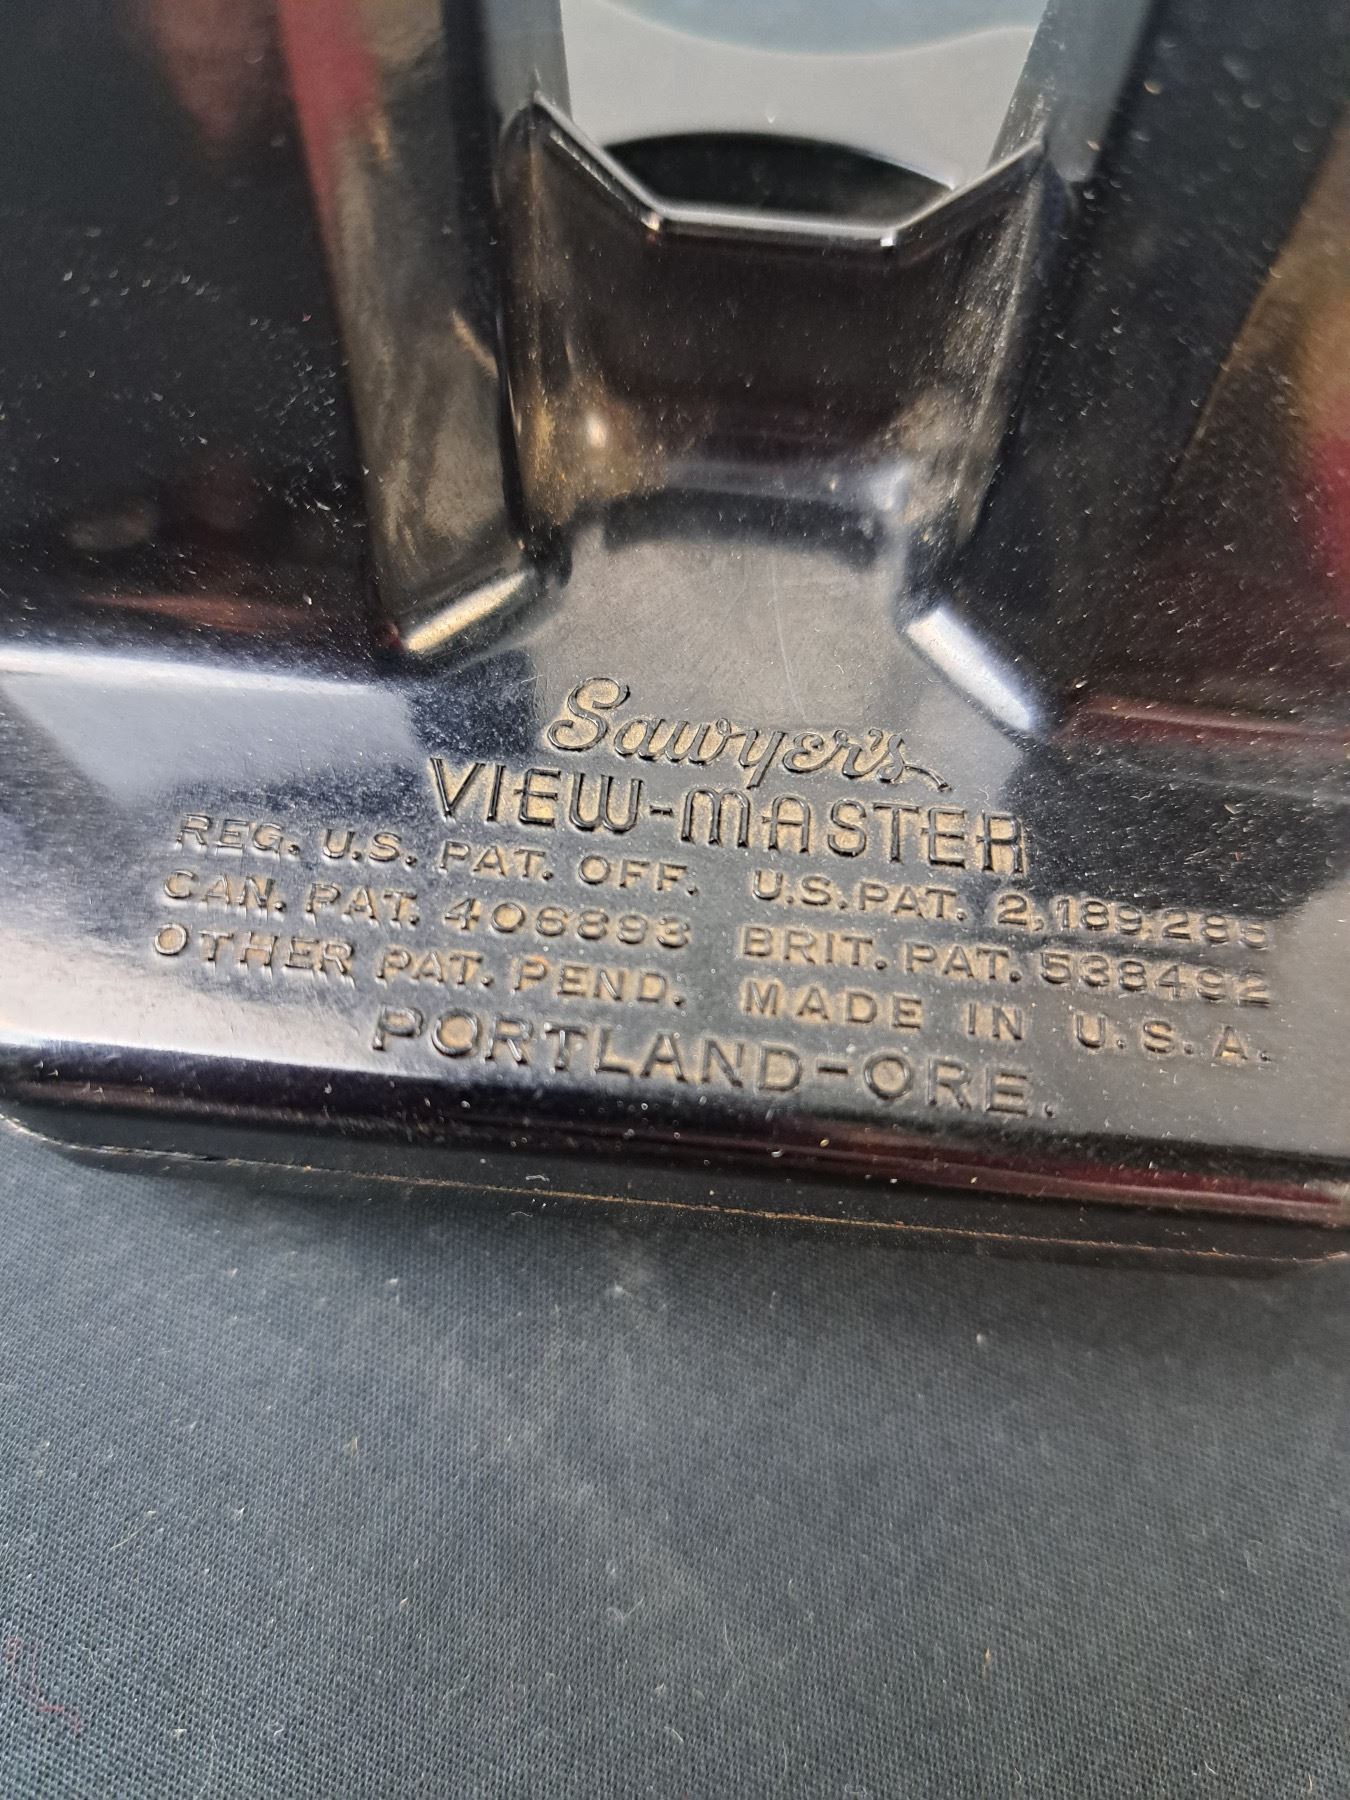 Sawyer's
VIEW-MASTER
REG. U.S. PAT. OFF. U.S. PAT. 2,189,285
CAN. PAT. 406893 BRIT. PAT. 538492
OTHER PAT. PEND. MADE IN U.S.A.
PORTLAND-ORE.